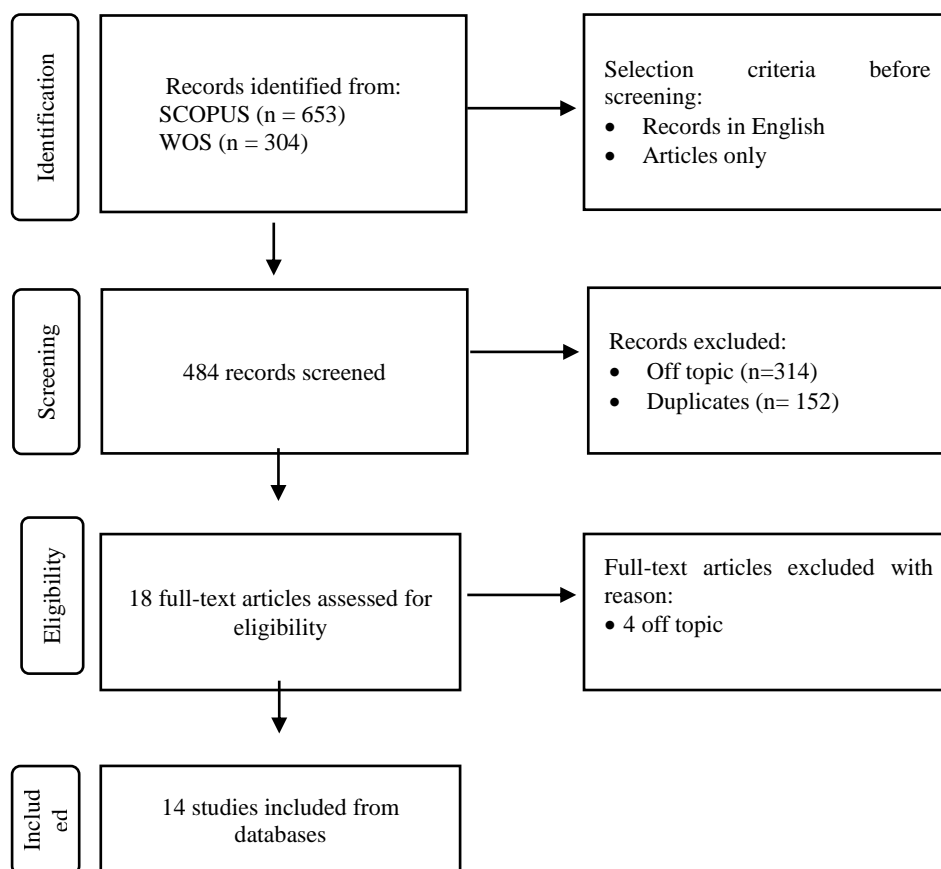 Identification
Records identified from:
SCOPUS (n = 653)
WOS (n = 304)
Selection criteria before
screening:
• Records in English
• Articles only
Screening
484 records screened
Records excluded:
• Off topic (n=314)
• Duplicates (n= 152)
Eligibility
18 full-text articles assessed for
eligibility
Full-text articles excluded with
reason:
• 4 off topic
Includ
ed
14 studies included from
databases